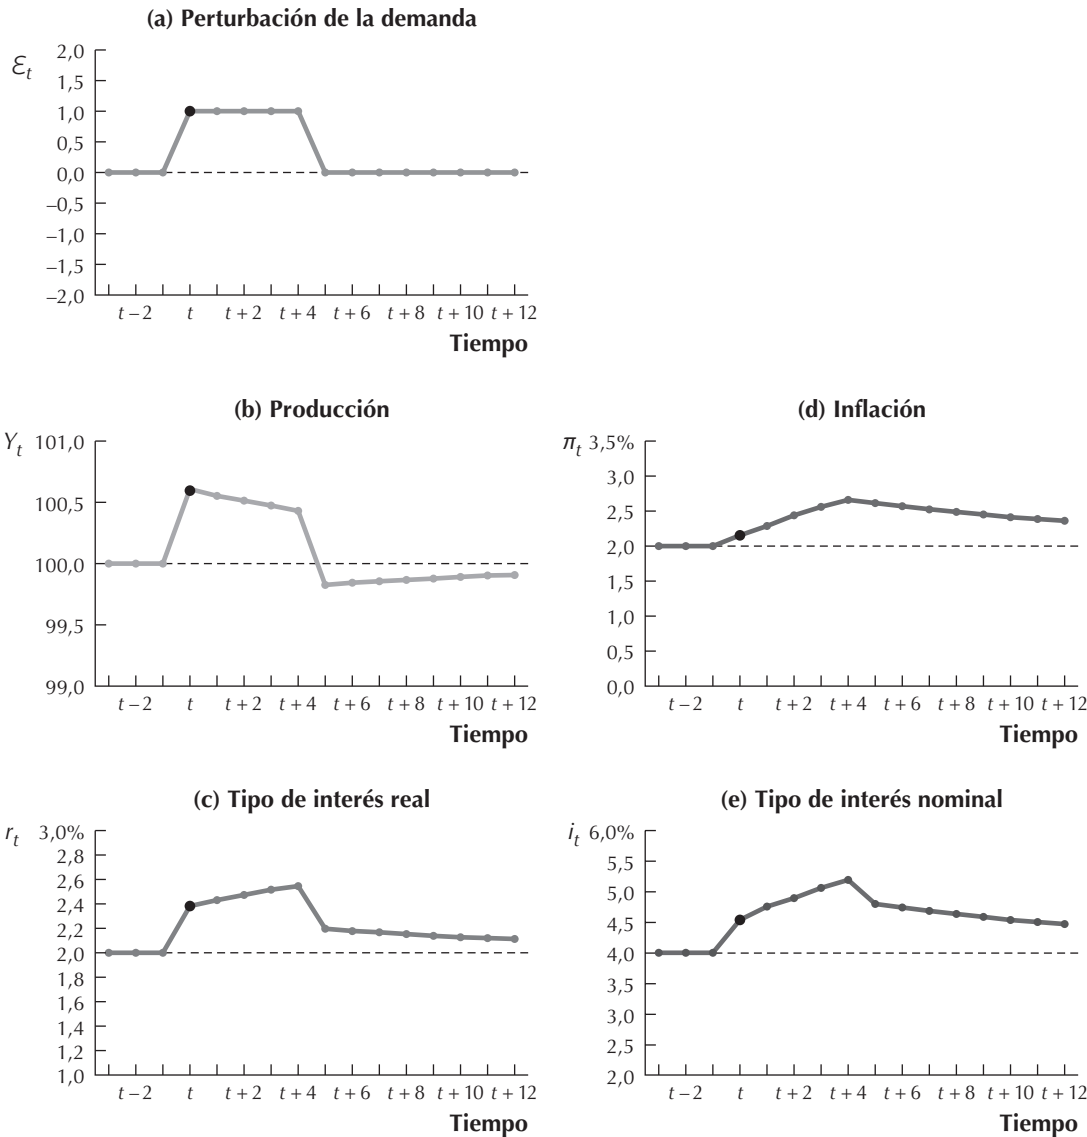 (a) Perturbación de la demanda
ℰt
2,0
1,5
1,0
0,5
0,0
–0,5
–1,0
–1,5
–2,0
t – 2 t t + 2 t + 4 t + 6 t + 8 t + 10 t + 12
Tiempo
(b) Producción
Yt
101,0
100,5
100,0
99,5
99,0
t – 2 t t + 2 t + 4 t + 6 t + 8 t + 10 t + 12
Tiempo
(d) Inflación
πt
3,5%
3,0
2,5
2,0
1,5
1,0
0,5
0,0
t – 2 t t + 2 t + 4 t + 6 t + 8 t + 10 t + 12
Tiempo
(c) Tipo de interés real
rt
3,0%
2,8
2,6
2,4
2,2
2,0
1,8
1,6
1,4
1,2
1,0
t – 2 t t + 2 t + 4 t + 6 t + 8 t + 10 t + 12
Tiempo
(e) Tipo de interés nominal
it
6,0%
5,5
5,0
4,5
4,0
3,5
3,0
2,5
2,0
t – 2 t t + 2 t + 4 t + 6 t + 8 t + 10 t + 12
Tiempo